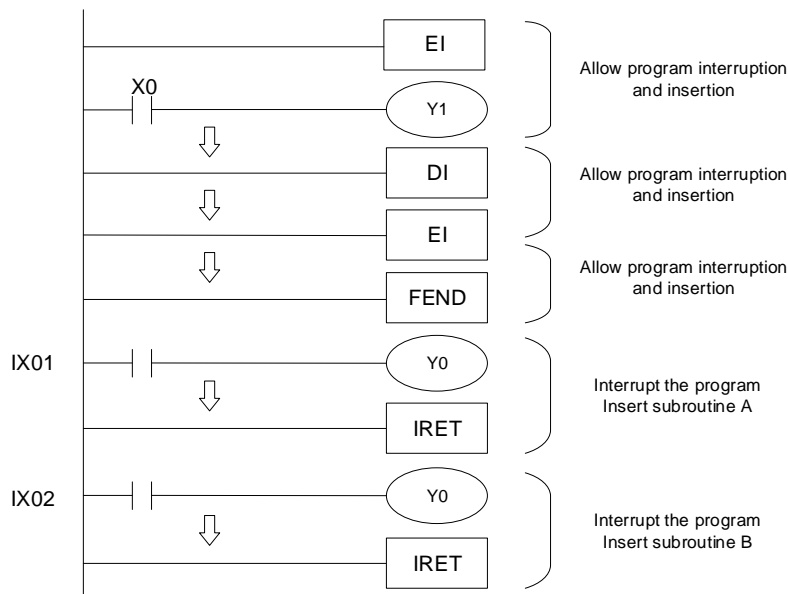 EI
Allow program interruption
and insertion
X0
Y1
DI
Allow program interruption
and insertion
EI
Allow program interruption
and insertion
FEND
IX01
Y0
Interrupt the program
Insert subroutine A
IRET
IX02
Y0
Interrupt the program
Insert subroutine B
IRET